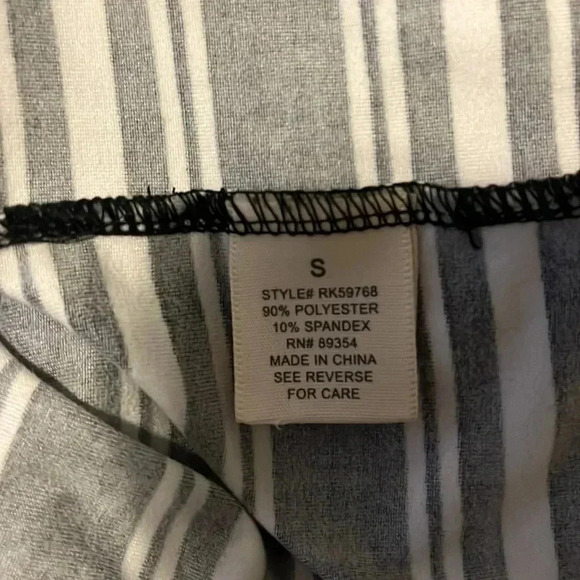 S
STYLE# RK59768
90% POLYESTER
10% SPANDEX
RN# 89354
MADE IN CHINA
SEE REVERSE
FOR CARE